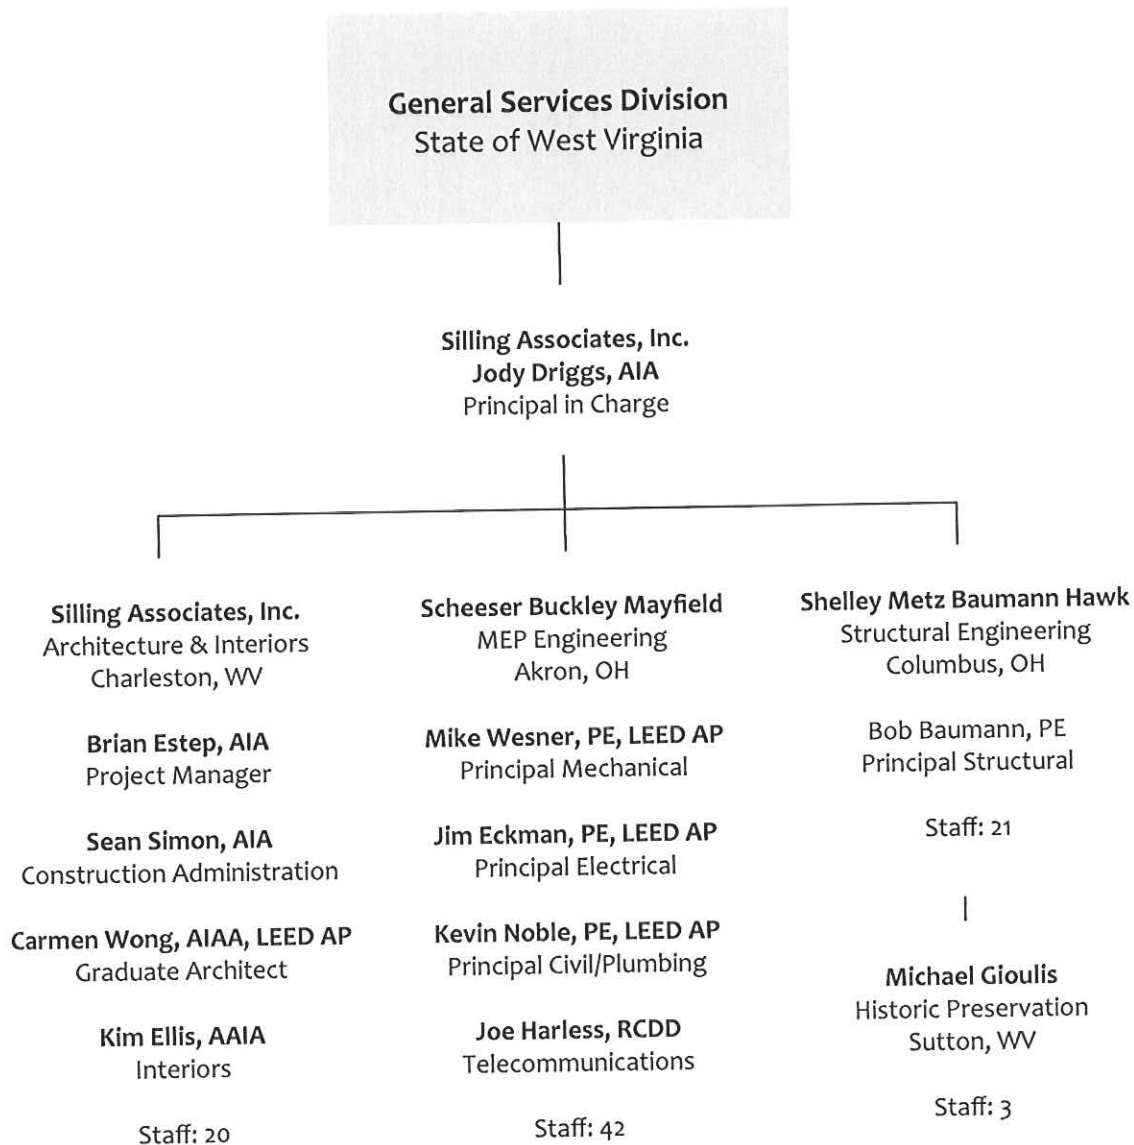 General Services Division
State of West Virginia
Silling Associates, Inc.
Jody Driggs, AIA
Principal in Charge
Silling Associates, Inc.
Architecture & Interiors
Charleston, WV
Brian Estep, AIA
Project Manager
Sean Simon, AIA
Construction Administration
Carmen Wong, AIAA, LEED AP
Graduate Architect
Kim Ellis, AAIA
Interiors
Staff: 20
Scheeser Buckley Mayfield
MEP Engineering
Akron, OH
Mike Wesner, PE, LEED AP
Principal Mechanical
Jim Eckman, PE, LEED AP
Principal Electrical
Kevin Noble, PE, LEED AP
Principal Civil/Plumbing
Joe Harless, RCDD
Telecommunications
Staff: 42
Shelley Metz Baumann Hawk
Structural Engineering
Columbus, OH
Bob Baumann, PE
Principal Structural
Staff: 21
Michael Gioulis
Historic Preservation
Sutton, WV
Staff: 3